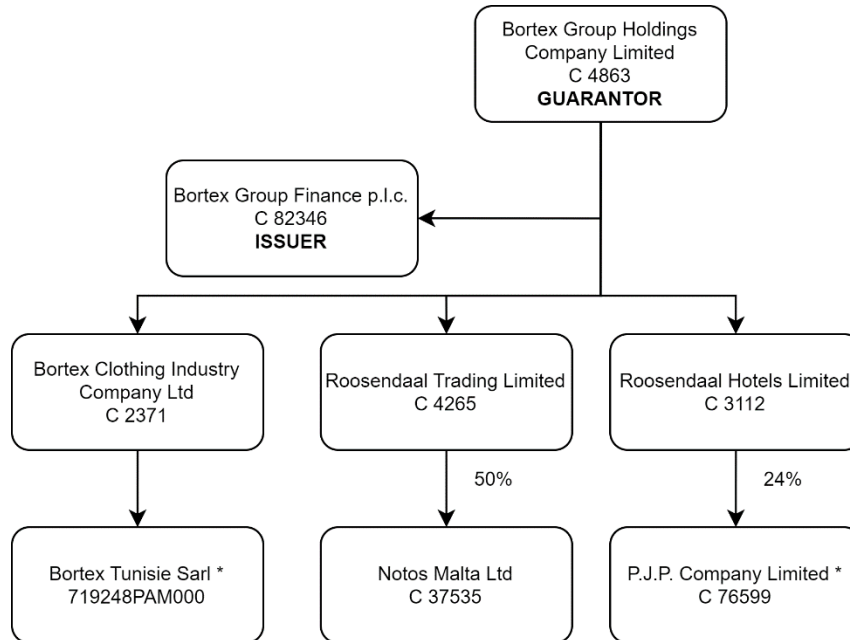 Bortex Group Holdings
Company Limited
C 4863
GUARANTOR
Bortex Group Finance p.l.c.
C 82346
ISSUER
Bortex Clothing Industry
Company Ltd
C 2371
Roosendaal Trading Limited
C 4265
Roosendaal Hotels Limited
C 3112
50%
24%
Bortex Tunisie Sarl *
719248PAM000
Notos Malta Ltd
C 37535
P.J.P. Company Limited *
C 76599